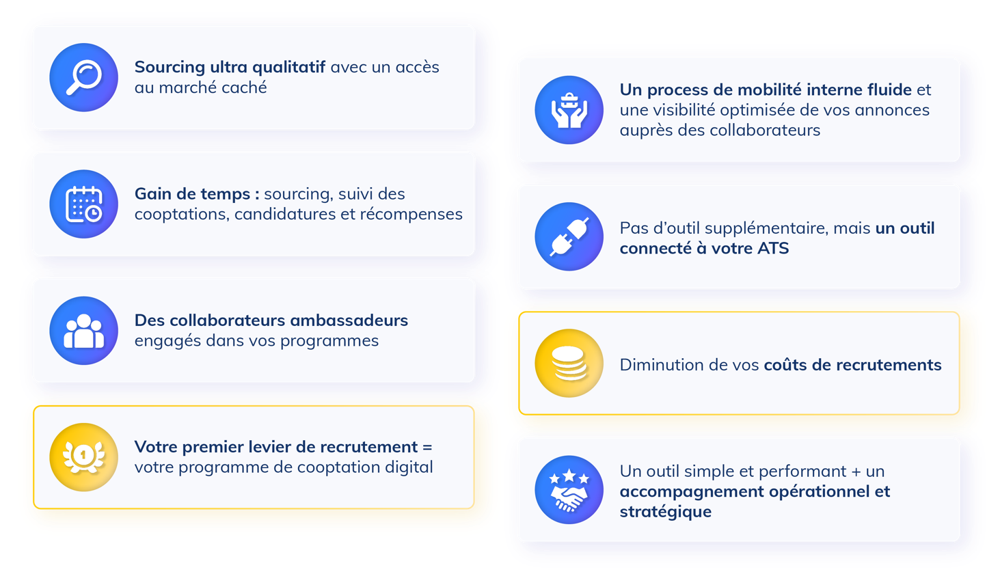 Sourcing ultra qualitatif avec un accès
au marché caché
Gain de temps : sourcing, suivi des
cooptations, candidatures et récompenses
Des collaborateurs ambassadeurs
engagés dans vos programmes
1
Votre premier levier de recrutement =
votre programme de cooptation digital
Un process de mobilité interne fluide et
une visibilité optimisée de vos annonces
auprès des collaborateurs
Pas d’outil supplémentaire, mais un outil
connecté à votre ATS
Diminution de vos coûts de recrutements
Un outil simple et performant + un
accompagnement opérationnel et
stratégique